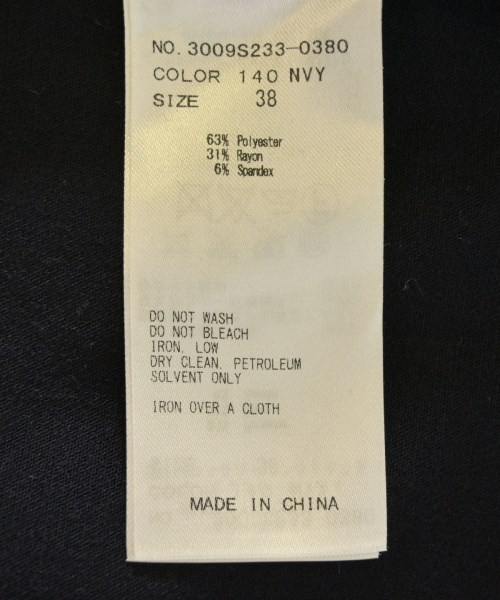 NO. 3009S233-0380
COLOR 140 NVY
SIZE 38
63% Polyester
31% Rayon
6% Spandex
DO NOT WASH
DO NOT BLEACH
IRON, LOW
DRY CLEAN, PETROLEUM
SOLVENT ONLY
IRON OVER A CLOTH
MADE IN CHINA